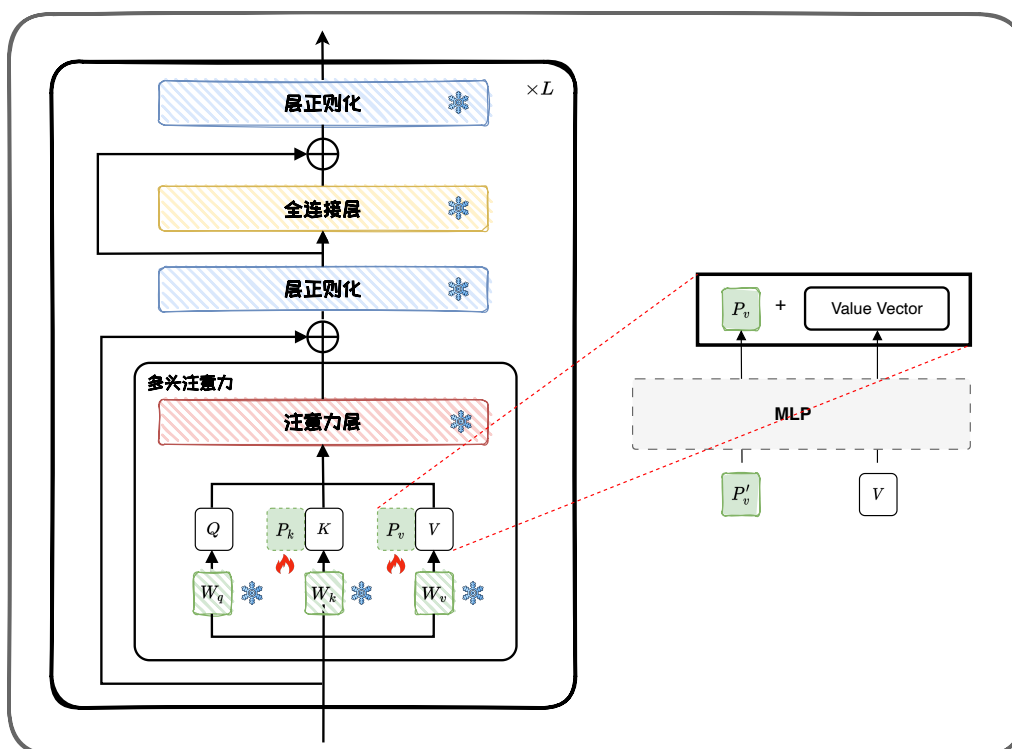 ×L
层正则化
全连接层
层正则化
多头注意力
注意力层
Q
P_k
K
P_v
V
W_q
W_k
W_v
P_v
+
Value Vector
MLP
P'_v
V